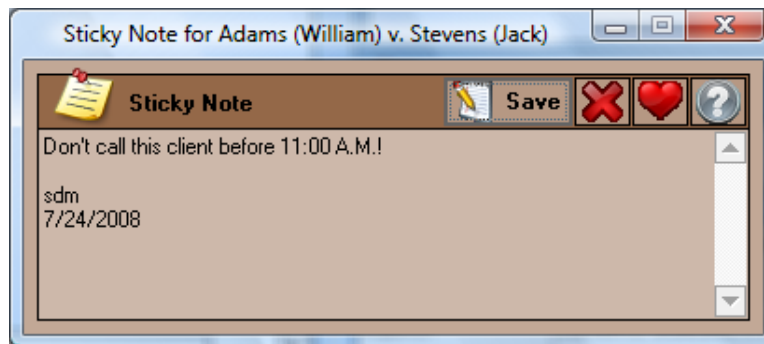 Sticky Note for Adams (William) v. Stevens (Jack)
Sticky Note
Save
Don't call this client before 11:00 A.M.!
sdm
7/24/2008